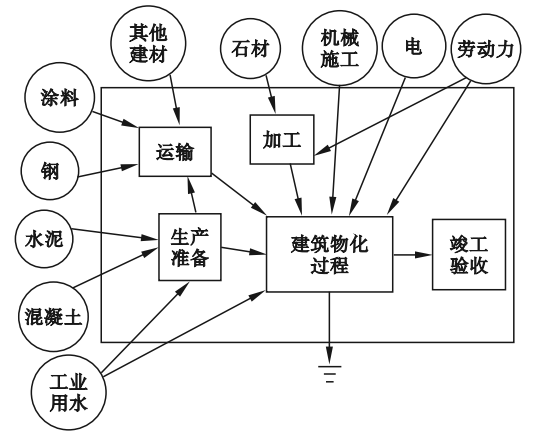 其他
建材
石材
机械
施工
电
劳动力
涂料
加工
运输
钢
水泥
生产
准备
建筑物化
过程
竣工
验收
混凝土
工业
用水